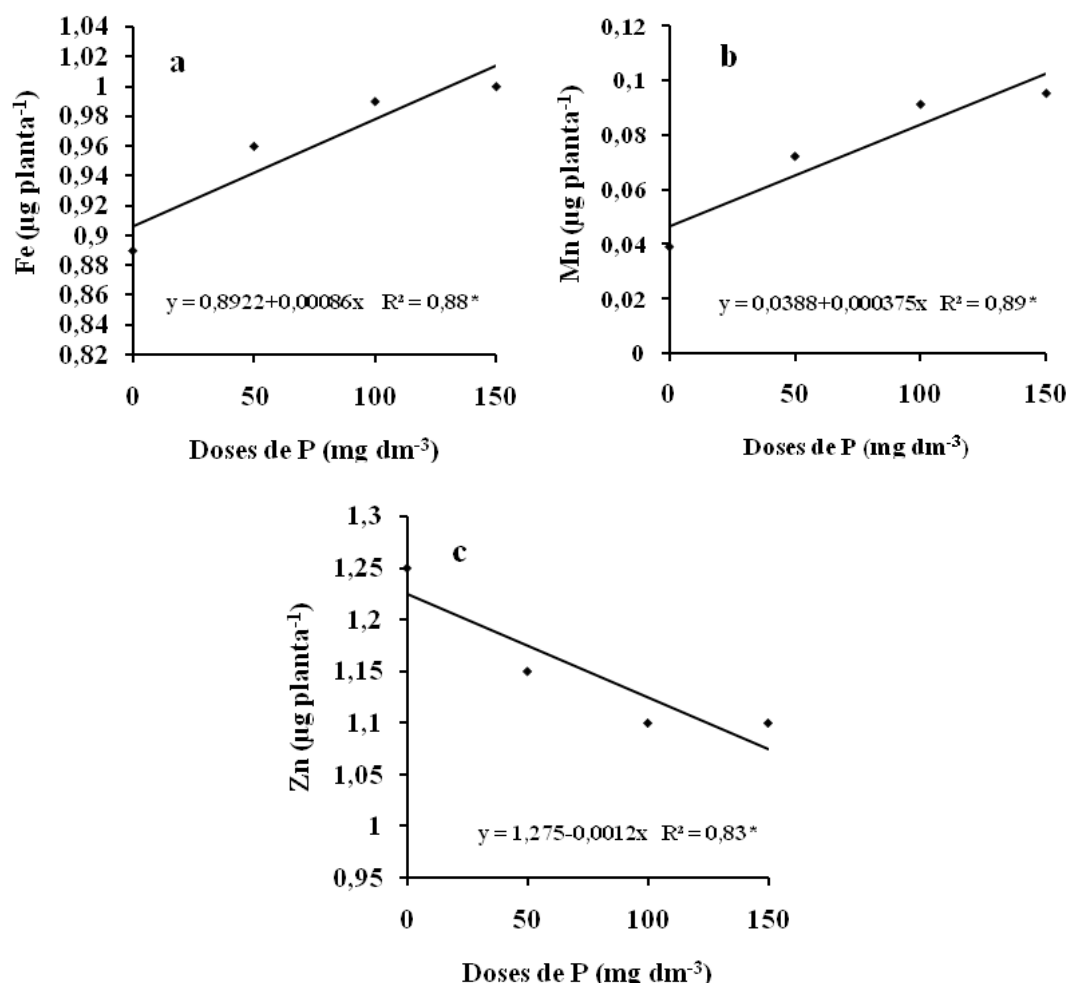 a
Fe (µg planta⁻¹)
1,04
1,02
1
0,98
0,96
0,94
0,92
0,9
0,88
0,86
0,84
0,82
y = 0,8922+0,00086x R² = 0,88*
0 50 100 150
Doses de P (mg dm⁻³)
b
Mn (µg planta⁻¹)
0,12
0,1
0,08
0,06
0,04
0,02
0
y = 0,0388+0,000375x R² = 0,89*
0 50 100 150
Doses de P (mg dm⁻³)
c
Zn (µg planta⁻¹)
1,3
1,25
1,2
1,15
1,1
1,05
1
0,95
y = 1,275-0,0012x R² = 0,83*
0 50 100 150
Doses de P (mg dm⁻³)